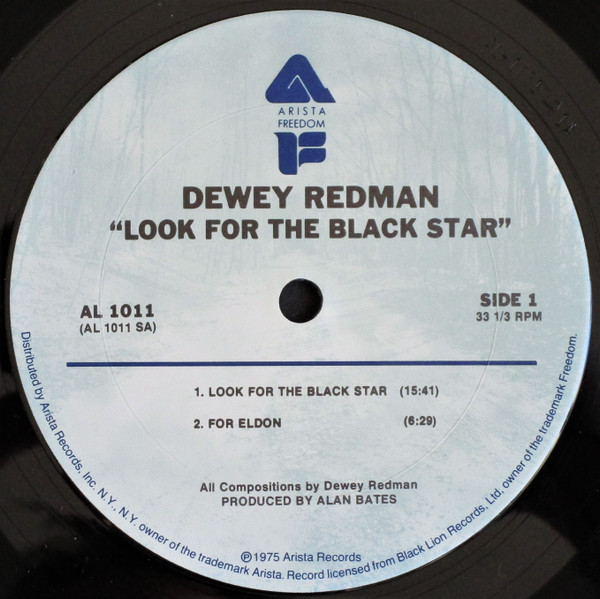 ARISTA
FREEDOM
DEWEY REDMAN
“LOOK FOR THE BLACK STAR”
AL 1011
(AL 1011 SA)
SIDE 1
33 1/3 RPM
1. LOOK FOR THE BLACK STAR (15:41)
2. FOR ELDON (6:29)
All Compositions by Dewey Redman
PRODUCED BY ALAN BATES
℗1975 Arista Records
Distributed by Arista Records, Inc. N.Y., N.Y. owner of the trademark Arista. Record licensed from Black Lion Records, Ltd. owner of the trademark Freedom.